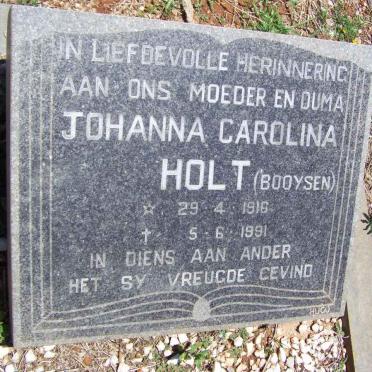 IN LIEFDEVOLLE HERINNERING
AAN ONS MOEDER EN OUMA
JOHANNA CAROLINA
HOLT (BOOYSEN)
☆ 29 · 4 · 1916
† 5 · 6 · 1991
IN DIENS AAN ANDER
HET SY VREUGDE GEVIND
HUGO